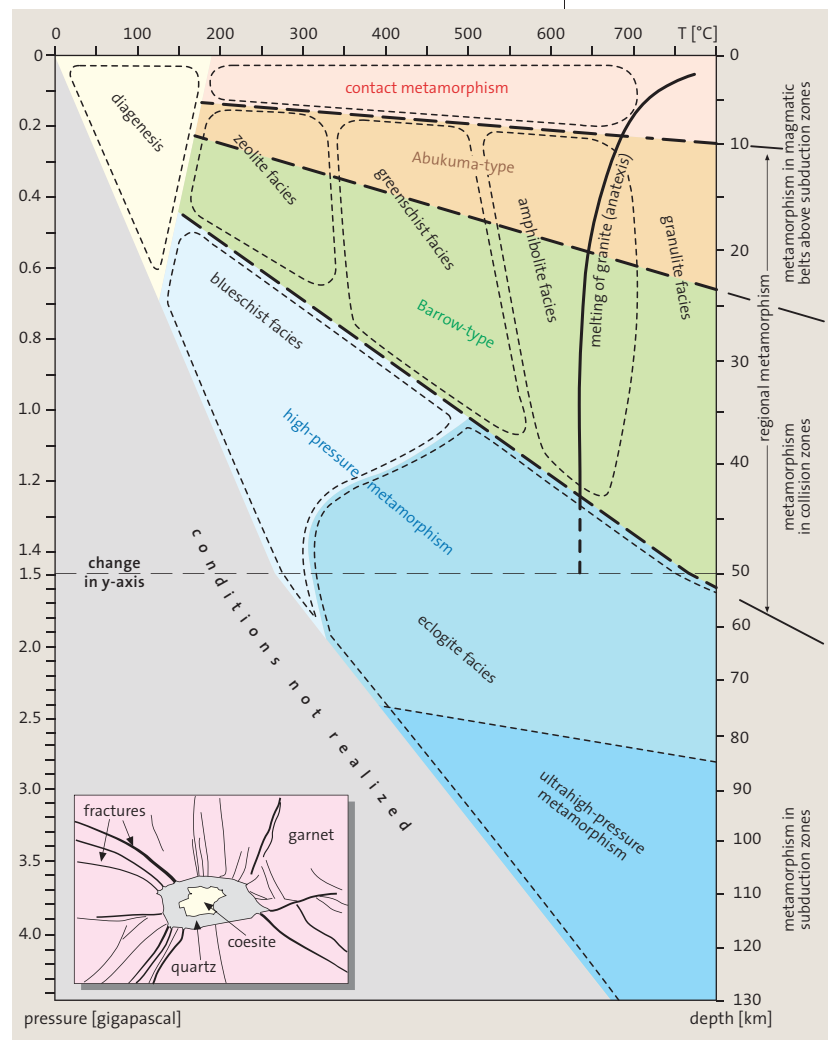 0 100 200 300 400 500 600 700 T [°C]
0
0.2
0.4
0.6
0.8
1.0
1.2
1.4
1.5
2.0
2.5
3.0
3.5
4.0
pressure [gigapascal]
diagenesis
contact metamorphism
zeolite facies
Abukuma-type
greenschist facies
amphibolite facies
melting of granite (anatexis)
granulite facies
blueschist facies
Barrow-type
high-pressure metamorphism
change
in y-axis
conditions not realized
eclogite facies
ultrahigh-pressure
metamorphism
fractures
garnet
coesite
quartz
0
10
20
30
40
50
60
70
80
90
100
110
120
130
depth [km]
regional metamorphism
metamorphism in magmatic
belts above subduction zones
metamorphism
in collision zones
metamorphism in
subduction zones